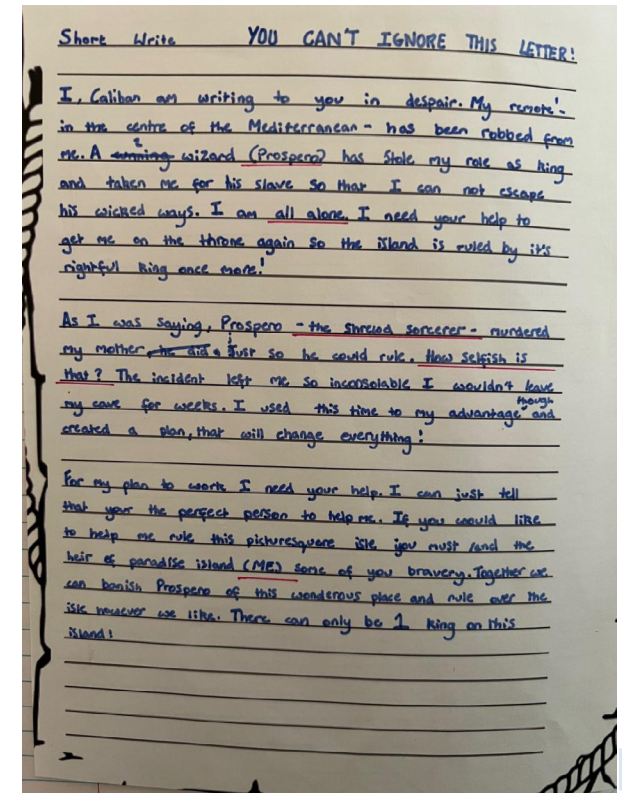 Short Write YOU CAN'T IGNORE THIS LETTER!
I, Caliban am writing to you in despair. My remote! -
in the centre of the Mediterranean - has been robbed from
me. A wizard (Prospero) has stole my role as king
and taken me for his slave so that I can not escape
his wicked ways. I am all alone. I need your help to
get me on the throne again so the island is ruled by it's
rightful king once more!
As I was saying, Prospero - the shrewd sorcerer - murdered
my mother he did. Just so he could rule. How selfish is
that? The incident left me so inconsolable I wouldn't leave
my cave for weeks. I used this time to my advantage though and
created a plan, that will change everything!
For my plan to work I need your help. I can just tell
that your the perfect person to help me. If you would like
to help me rule this picturesquere isle you must land the
heir of paradise island (ME) some of you bravery. Together we
can banish Prospero of this wonderous place and rule over the
isle however we like. There can only be 1 king on this
island!